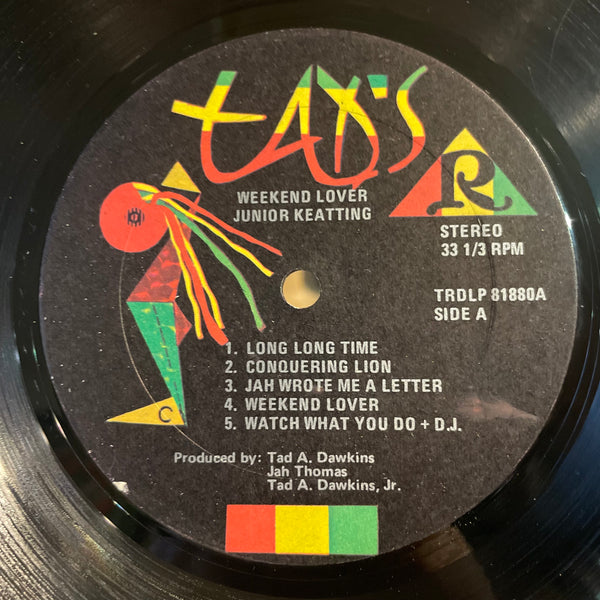 TAD'S
WEEKEND LOVER
JUNIOR KEATTING
R
STEREO
33 1/3 RPM
TRDLP 81880A
SIDE A
1. LONG LONG TIME
2. CONQUERING LION
3. JAH WROTE ME A LETTER
4. WEEKEND LOVER
5. WATCH WHAT YOU DO + D.J.
C
Produced by: Tad A. Dawkins
Jah Thomas
Tad A. Dawkins, Jr.